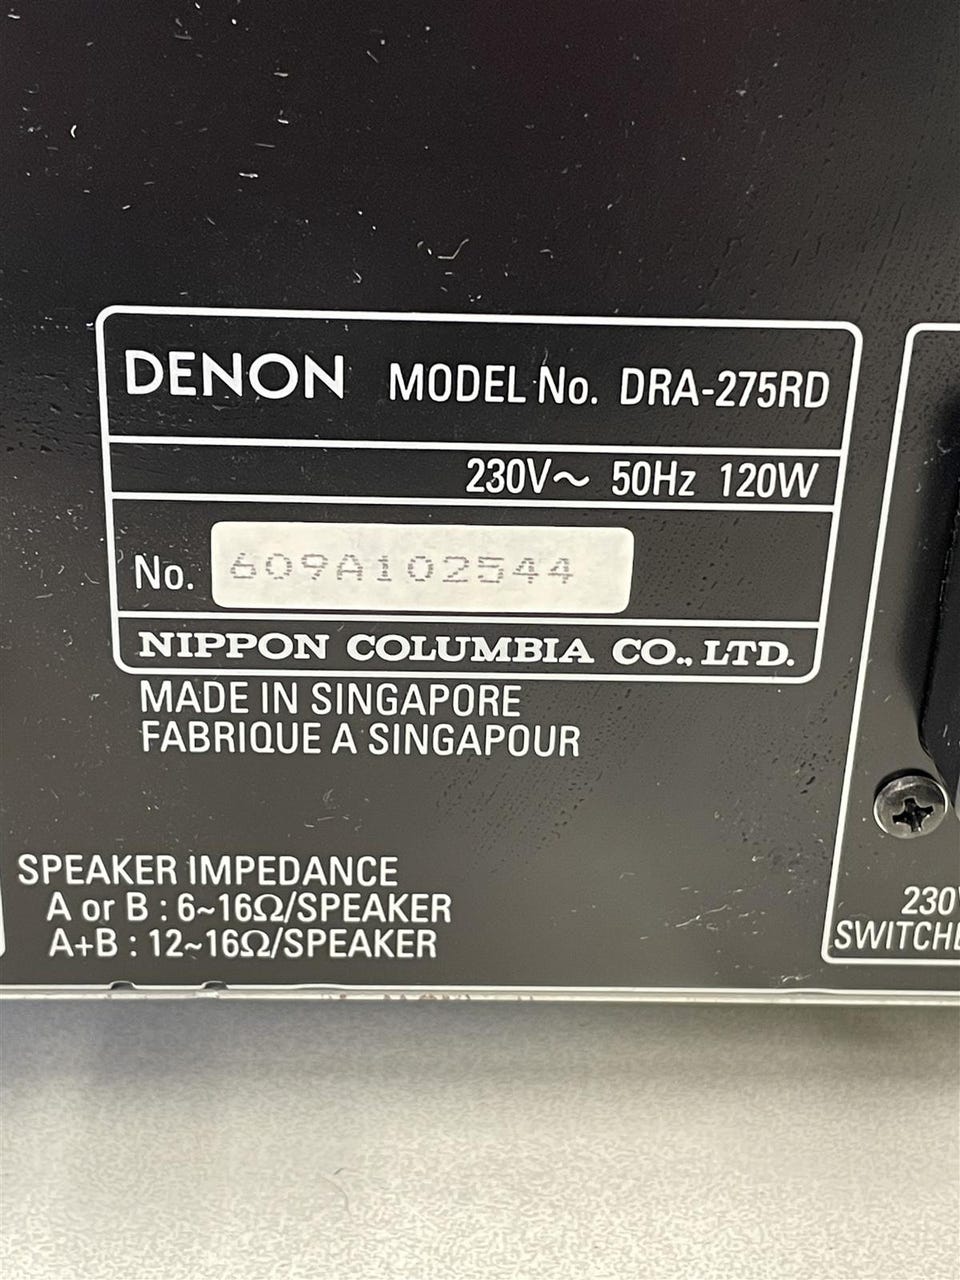 DENON MODEL No. DRA-275RD
230V～ 50Hz 120W
No. 609A102544
NIPPON COLUMBIA CO., LTD.
MADE IN SINGAPORE
FABRIQUE A SINGAPOUR
SPEAKER IMPEDANCE
A or B : 6~16Ω/SPEAKER
A+B : 12~16Ω/SPEAKER
230V